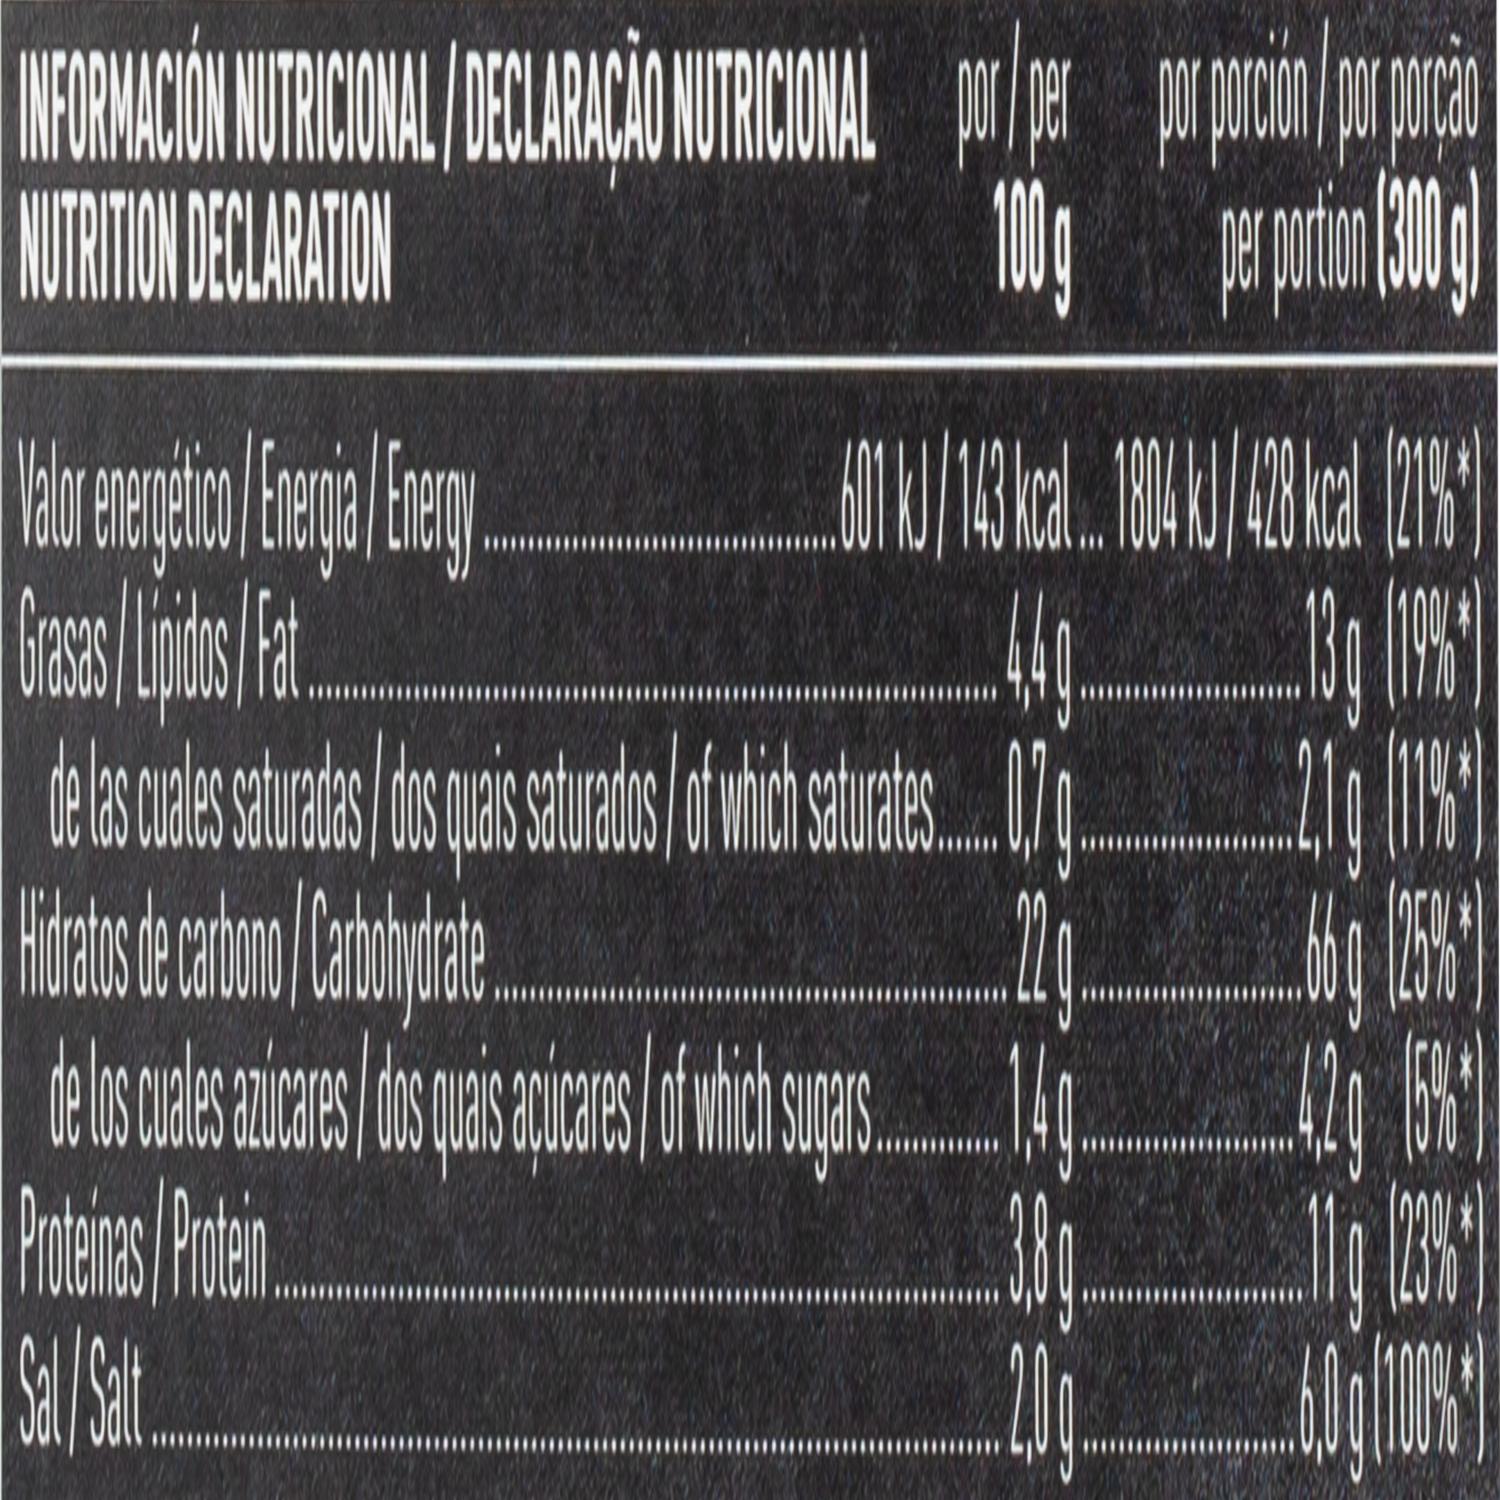 INFORMACIÓN NUTRICIONAL / DECLARAÇÃO NUTRICIONAL por / per por porción / por porção
NUTRITION DECLARATION 100 g per portion (300 g)
Valor energético / Energia / Energy 601 kJ / 143 kcal ... 1804 kJ / 428 kcal (21%*)
Grasas / Lípidos / Fat 4,4 g 13 g (19%*)
de las cuales saturadas / dos quais saturados / of which saturates 0,7 g 2,1 g (11%*)
Hidratos de carbono / Carbohydrate 22 g 66 g (25%*)
de los cuales azúcares / dos quais açúcares / of which sugars 1,4 g 4,2 g (5%*)
Proteínas / Protein 3,8 g 11 g (23%*)
Sal / Salt 2,0 g 6,0 g (100%*)